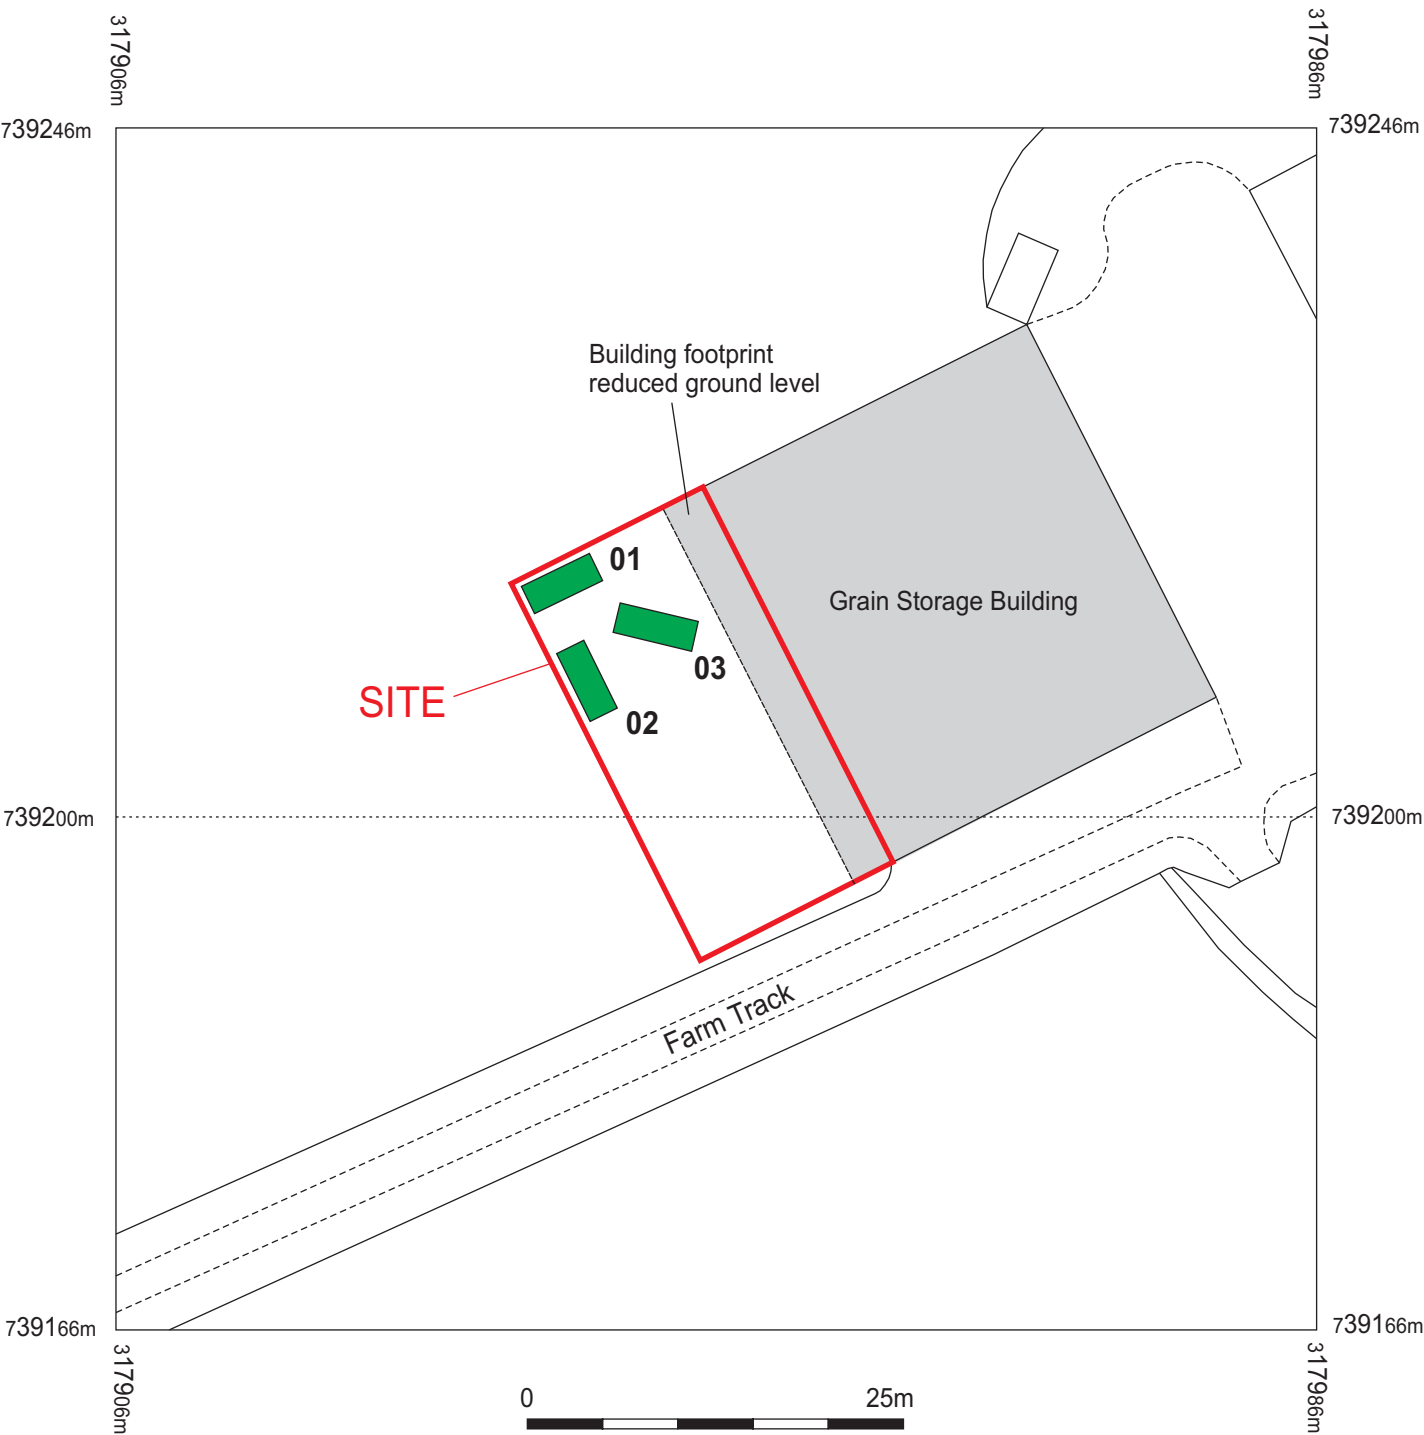 317906m
317986m
739246m
739246m
Building footprint
reduced ground level
01
Grain Storage Building
03
SITE
02
739200m
739200m
Farm Track
739166m
739166m
317906m
317986m
0
25m